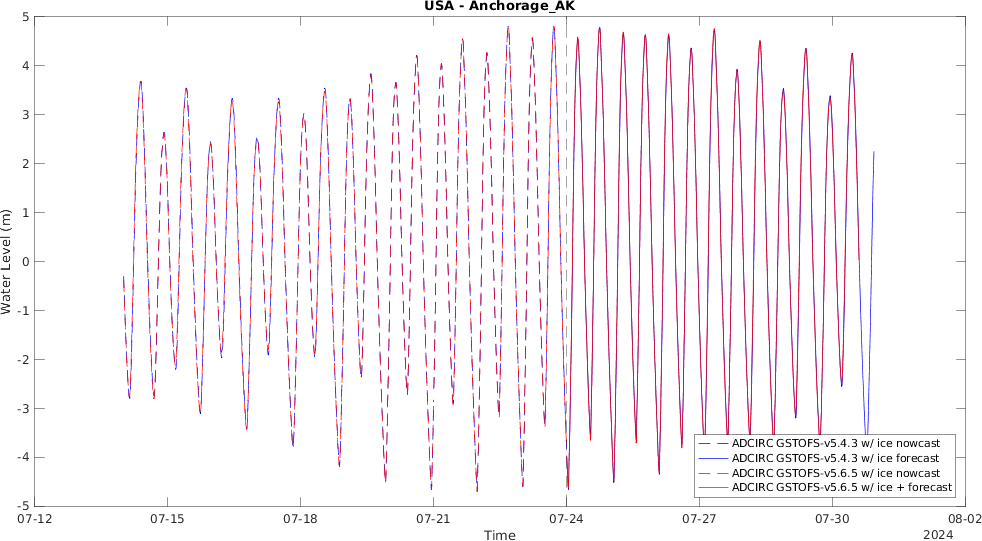 USA - Anchorage_AK
5
4
3
2
1
0
-1
-2
-3
-4
-5
Water Level (m)
07-12
07-15
07-18
07-21
07-24
07-27
07-30
08-02
Time
2024
ADCIRC GSTOFS-v5.4.3 w/ ice nowcast
ADCIRC GSTOFS-v5.4.3 w/ ice forecast
ADCIRC GSTOFS-v5.6.5 w/ ice nowcast
ADCIRC GSTOFS-v5.6.5 w/ ice + forecast